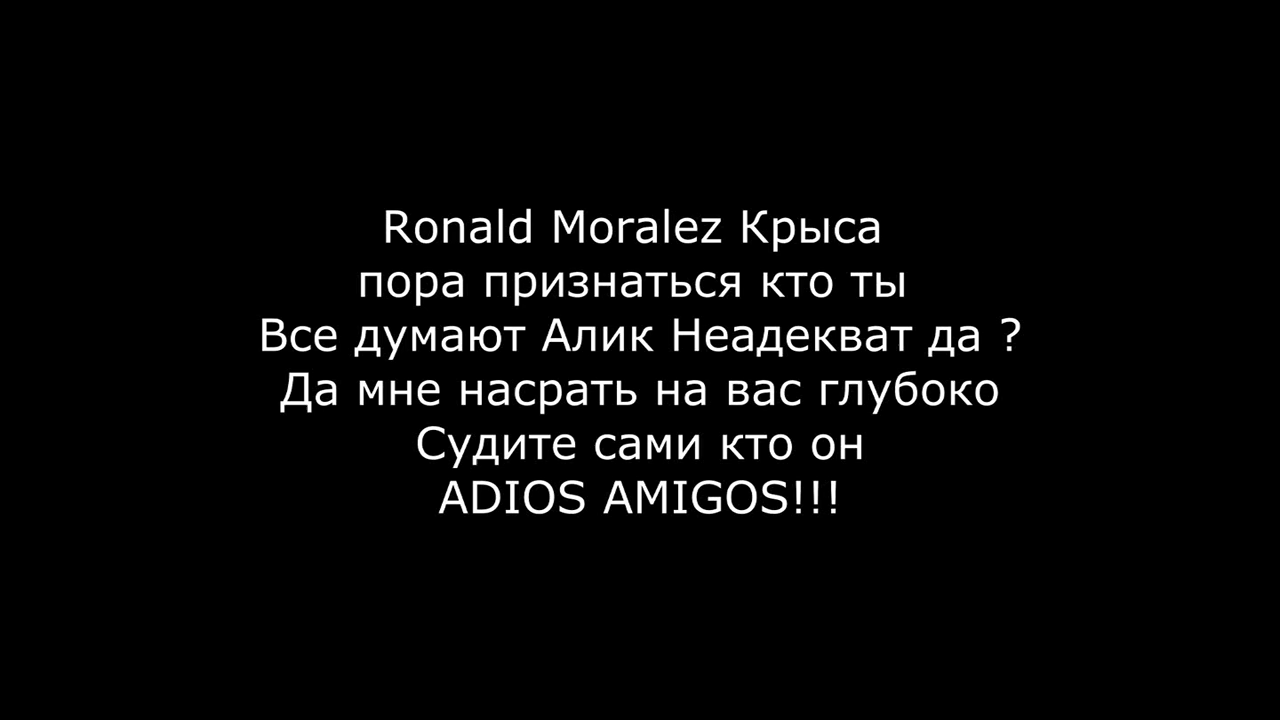 Ronald Moralez Крыса
пора признаться кто ты
Все думают Алик Неадекват да ?
Да мне насрать на вас глубоко
Судите сами кто он
ADIOS AMIGOS!!!